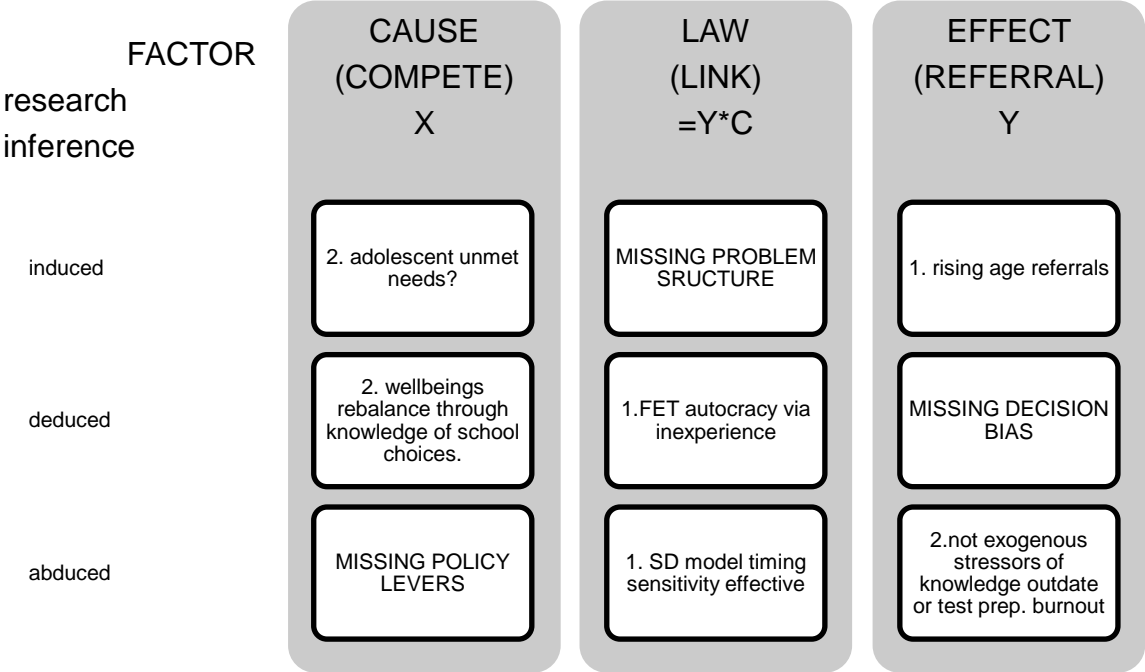 FACTOR
research
inference
CAUSE
(COMPETE)
X
LAW
(LINK)
=Y*C
EFFECT
(REFERRAL)
Y
induced
2. adolescent unmet
needs?
MISSING PROBLEM
SRUCTURE
1. rising age referrals
deduced
2. wellbeings
rebalance through
knowledge of school
choices.
1.FET autocracy via
inexperience
MISSING DECISION
BIAS
abduced
MISSING POLICY
LEVERS
1. SD model timing
sensitivity effective
2.not exogenous
stressors of
knowledge outdate
or test prep. burnout